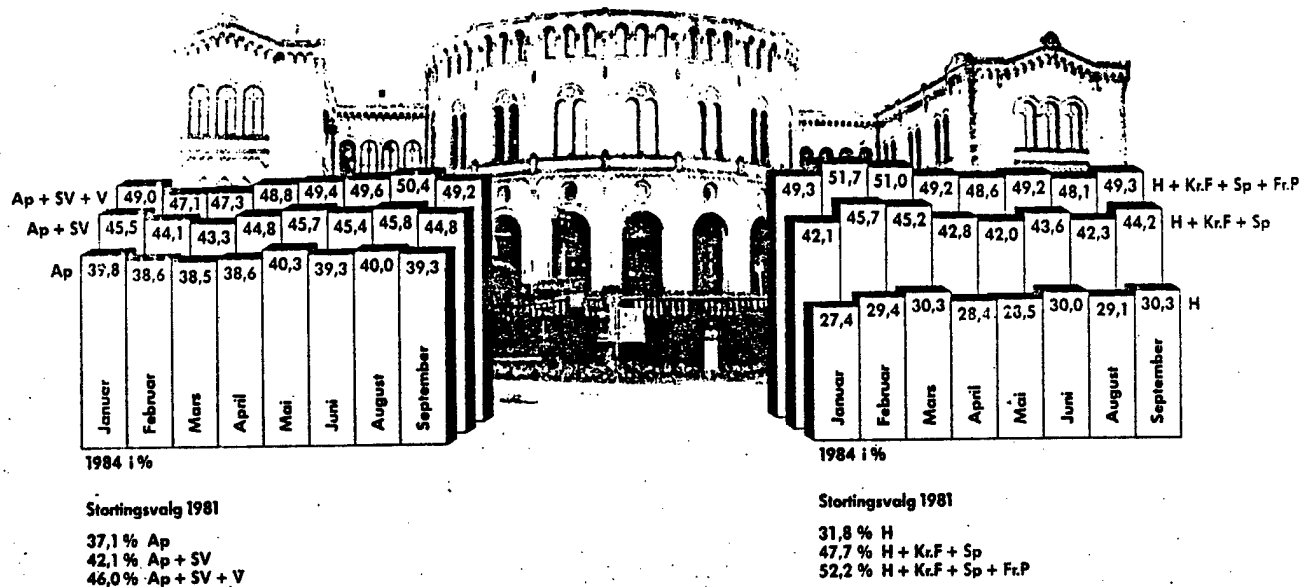 Ap + SV + V 49,0 47,1 47,3 48,8 49,4 49,6 50,4 49,2
Ap + SV 45,5 44,1 43,3 44,8 45,7 45,4 45,8 44,8
Ap 38,6 38,5 38,6 40,3 39,3 40,0 39,3
Januar
Februar
Mars
April
Mai
Juni
August
September
1984 i %
Stortingsvalg 1981
37,1 % Ap
42,1 % Ap + SV
46,0 % Ap + SV + V
49,3 51,7 51,0 49,2 48,6 49,2 48,1 49,3 H + Kr.F + Sp + Fr.P
42,1 45,7 45,2 42,8 42,0 43,6 42,3 44,2 H + Kr.F + Sp
27,4 29,4 30,3 28,4 30,0 29,1 30,3 H
Januar
Februar
Mars
April
Mai
Juni
August
September
1984 i %
Stortingsvalg 1981
31,8 % H
47,7 % H + Kr.F + Sp
52,2 % H + Kr.F + Sp + Fr.P